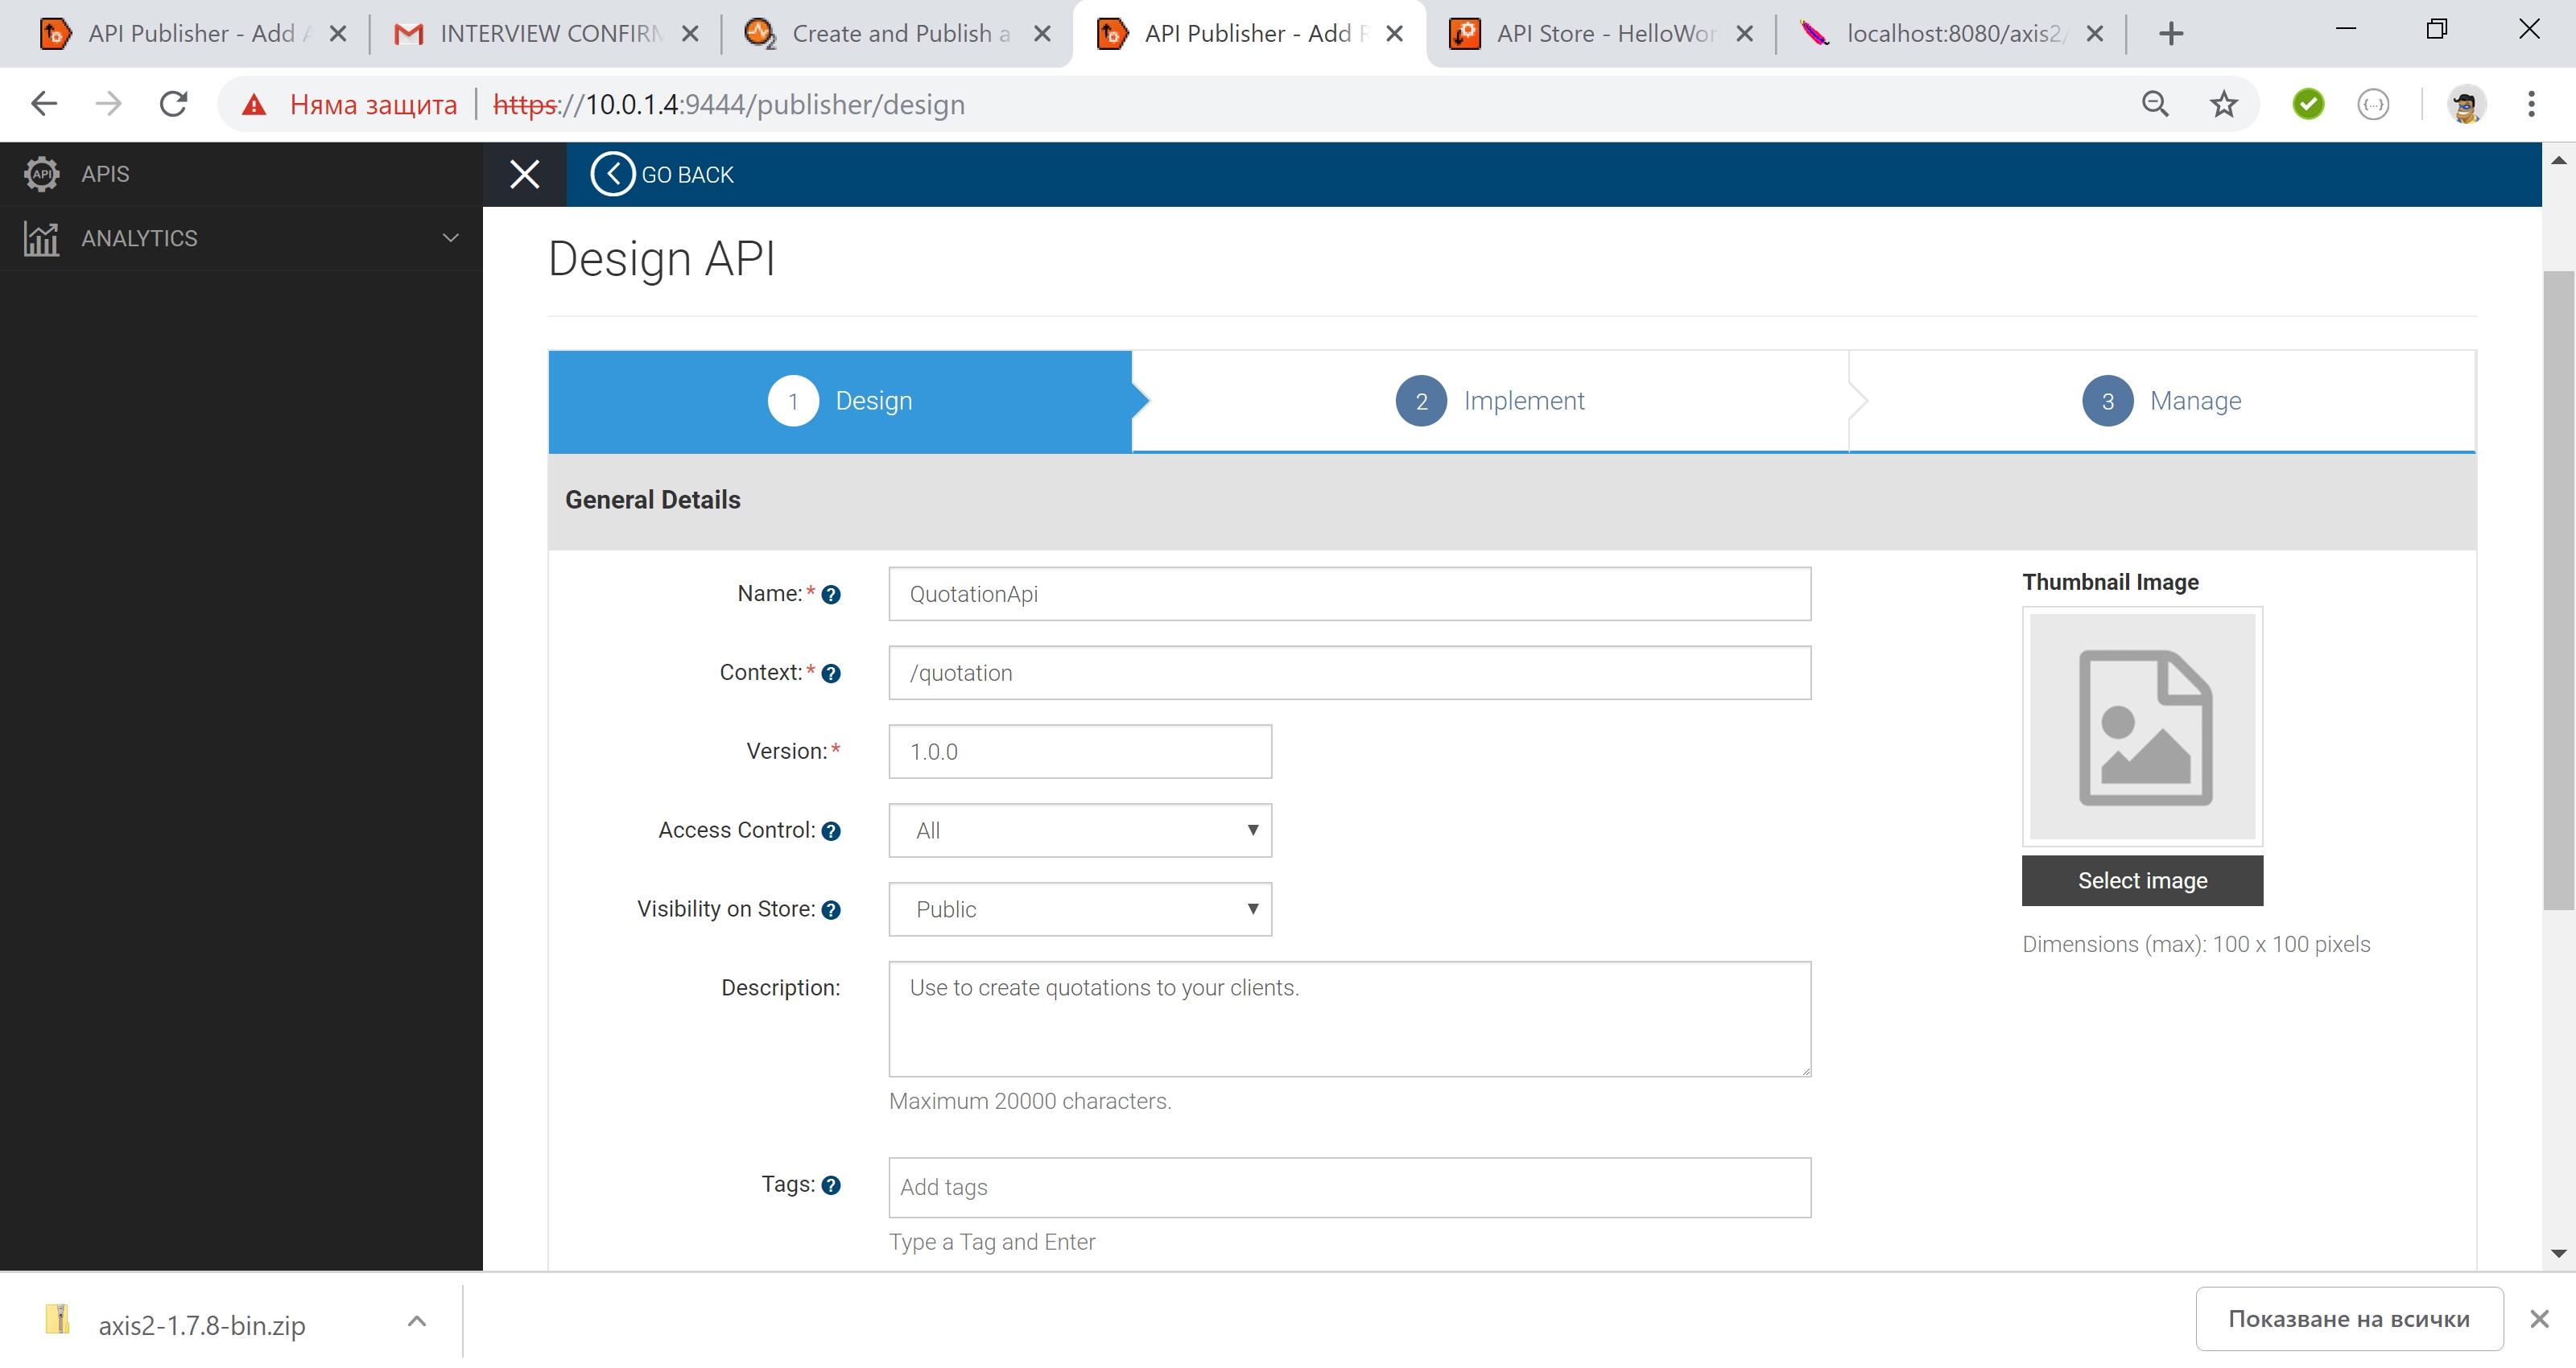 API Publisher - Add A
INTERVIEW CONFIRM
Create and Publish a
API Publisher - Add
API Store - HelloWor
localhost:8080/axis2/
Няма защита
https://10.0.1.4:9444/publisher/design
{...}
API
APIS
GO BACK
ANALYTICS
Design API
1 Design
2 Implement
3 Manage
General Details
Name:* ?
QuotationApi
Thumbnail Image
Context:* ?
/quotation
Version:*
1.0.0
Access Control: ?
All
Select image
Visibility on Store: ?
Public
Dimensions (max): 100 x 100 pixels
Description:
Use to create quotations to your clients.
Maximum 20000 characters.
Tags: ?
Add tags
Type a Tag and Enter
axis2-1.7.8-bin.zip
Показване на всички